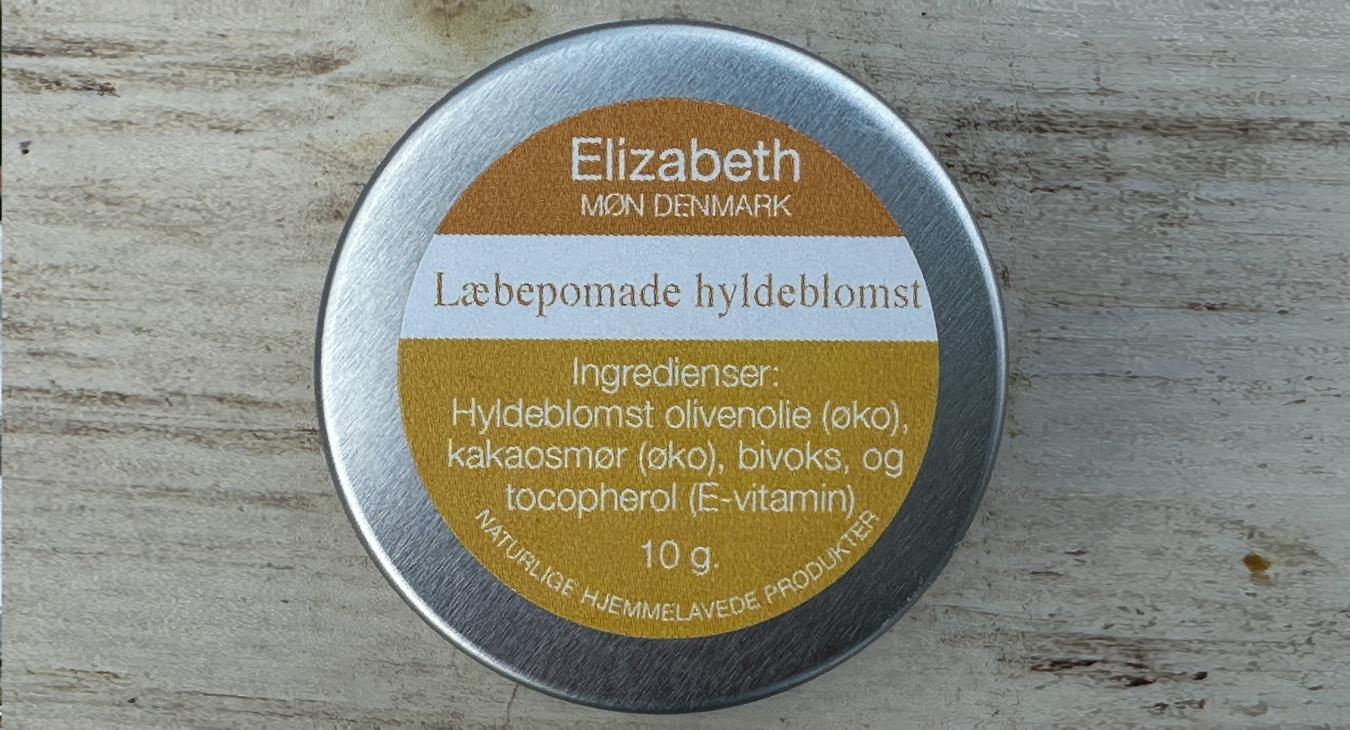 Elizabeth
MØN DENMARK
Læbepomade hyldeblomst
Ingredienser:
Hyldeblomst olivenolie (øko),
kakaosmør (øko), bivoks, og
tocopherol (E-vitamin)
10 g.
NATURLIGE HJEMMELAVEDE PRODUKTER